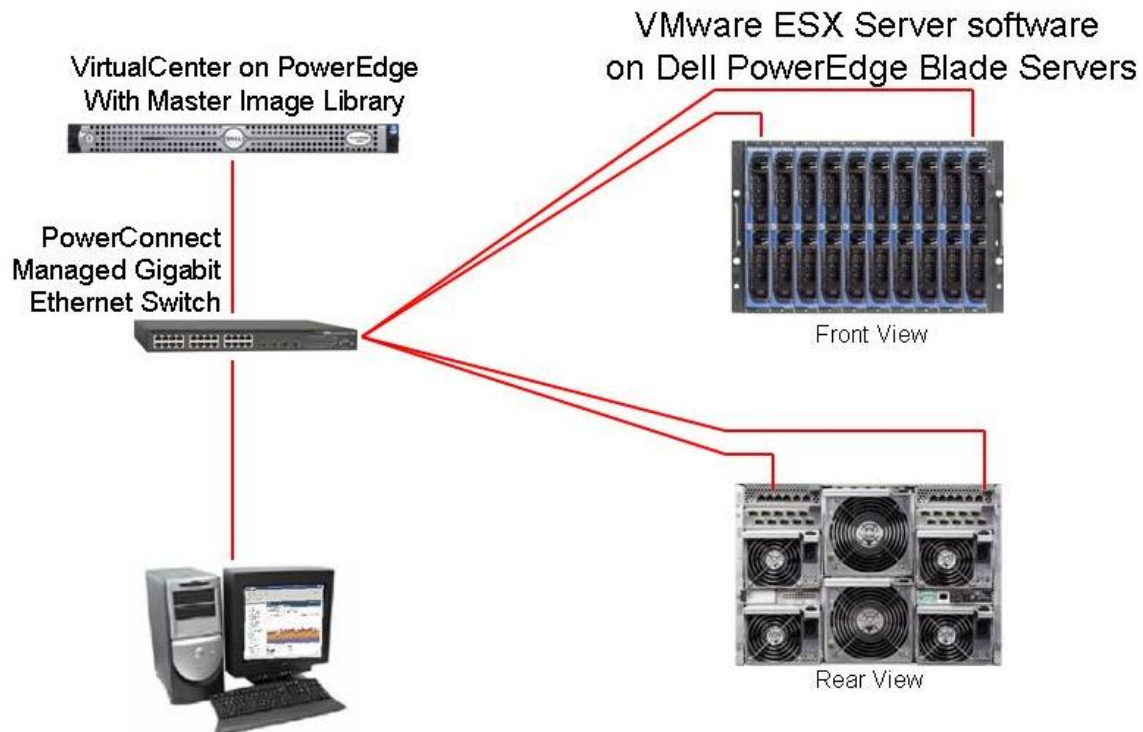 VirtualCenter on PowerEdge
With Master Image Library
VMware ESX Server software
on Dell PowerEdge Blade Servers
DELL
PowerConnect
Managed Gigabit
Ethernet Switch
Front View
Rear View